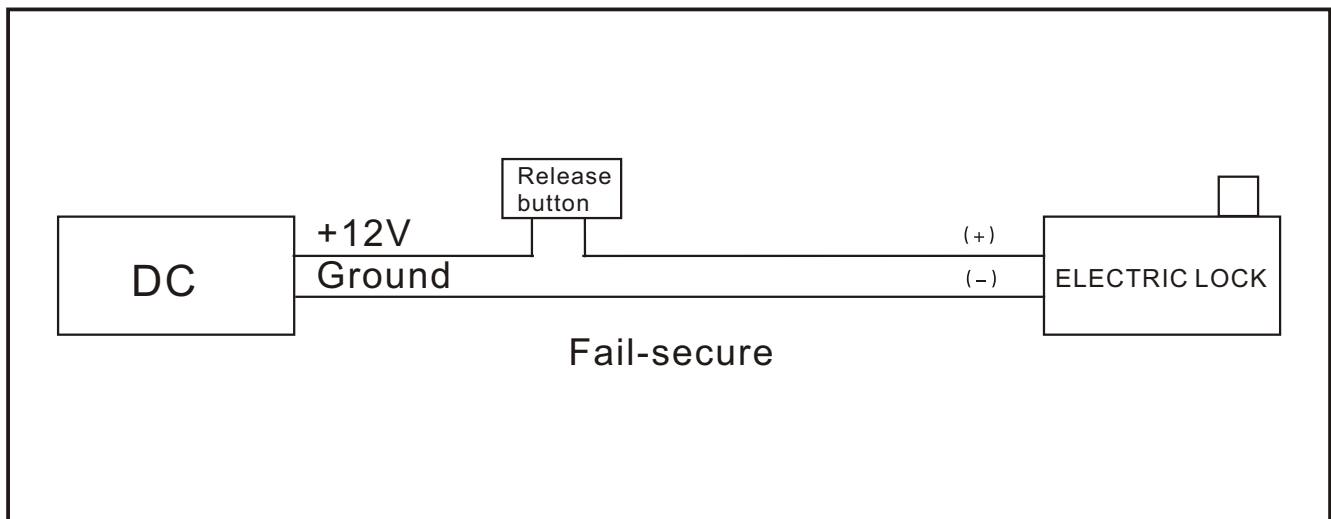 Release
button
+12V
(+)
DC
Ground
(-)
ELECTRIC LOCK
Fail-secure